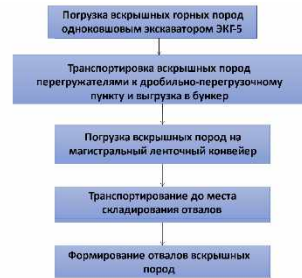 Погрузка вскрышных горных пород
одноковшовым экскаватором ЭКГ-5
Транспортировка вскрышных пород
перегружателями к дробильно-перегрузочному
пункту и выгрузка в бункер
Погрузка вскрышных пород на
магистральный ленточный конвейер
Транспортирование до места
складирования отвалов
Формирование отвалов вскрышных
пород